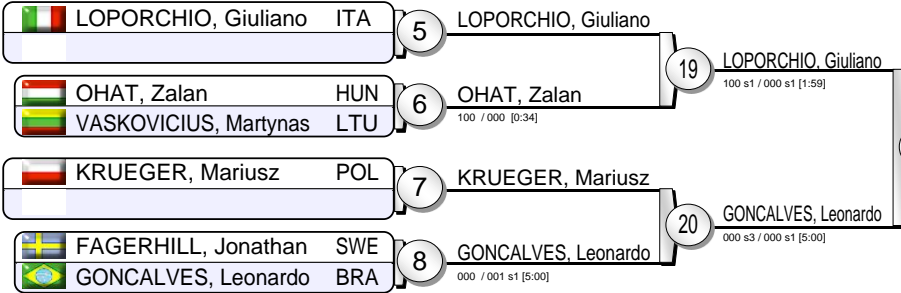 LOPORCHIO, Giuliano ITA
5
LOPORCHIO, Giuliano
19
LOPORCHIO, Giuliano
100 s1 / 000 s1 [1:59]
OHAT, Zalan HUN
VASKOVICIUS, Martynas LTU
6
OHAT, Zalan
100 / 000 [0:34]
KRUEGER, Mariusz POL
7
KRUEGER, Mariusz
20
GONCALVES, Leonardo
000 s3 / 000 s1 [5:00]
FAGERHILL, Jonathan SWE
GONCALVES, Leonardo BRA
8
GONCALVES, Leonardo
000 / 001 s1 [5:00]